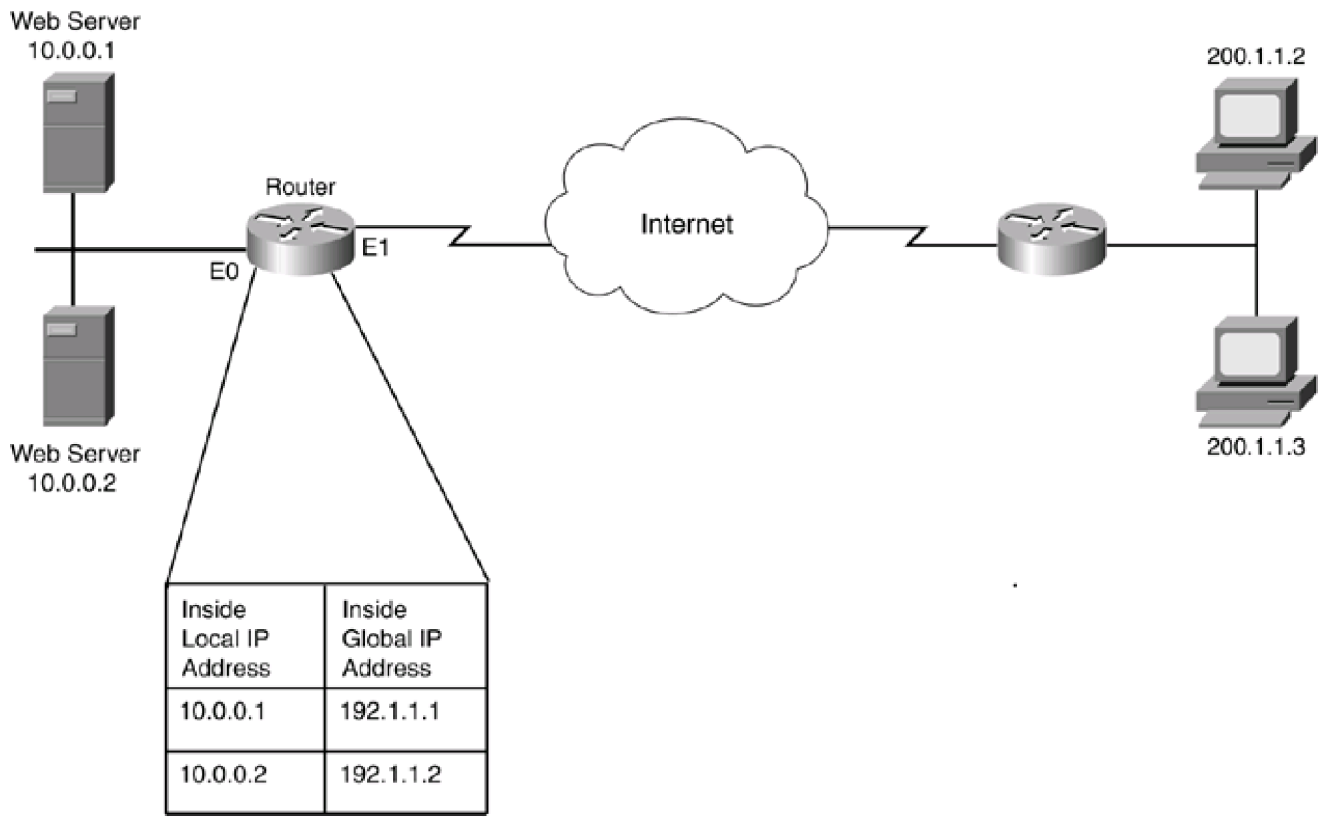 Web Server
10.0.0.1
200.1.1.2
Router
Internet
E0
E1
Web Server
10.0.0.2
200.1.1.3
Inside
Local IP
Address
Inside
Global IP
Address
10.0.0.1
192.1.1.1
10.0.0.2
192.1.1.2